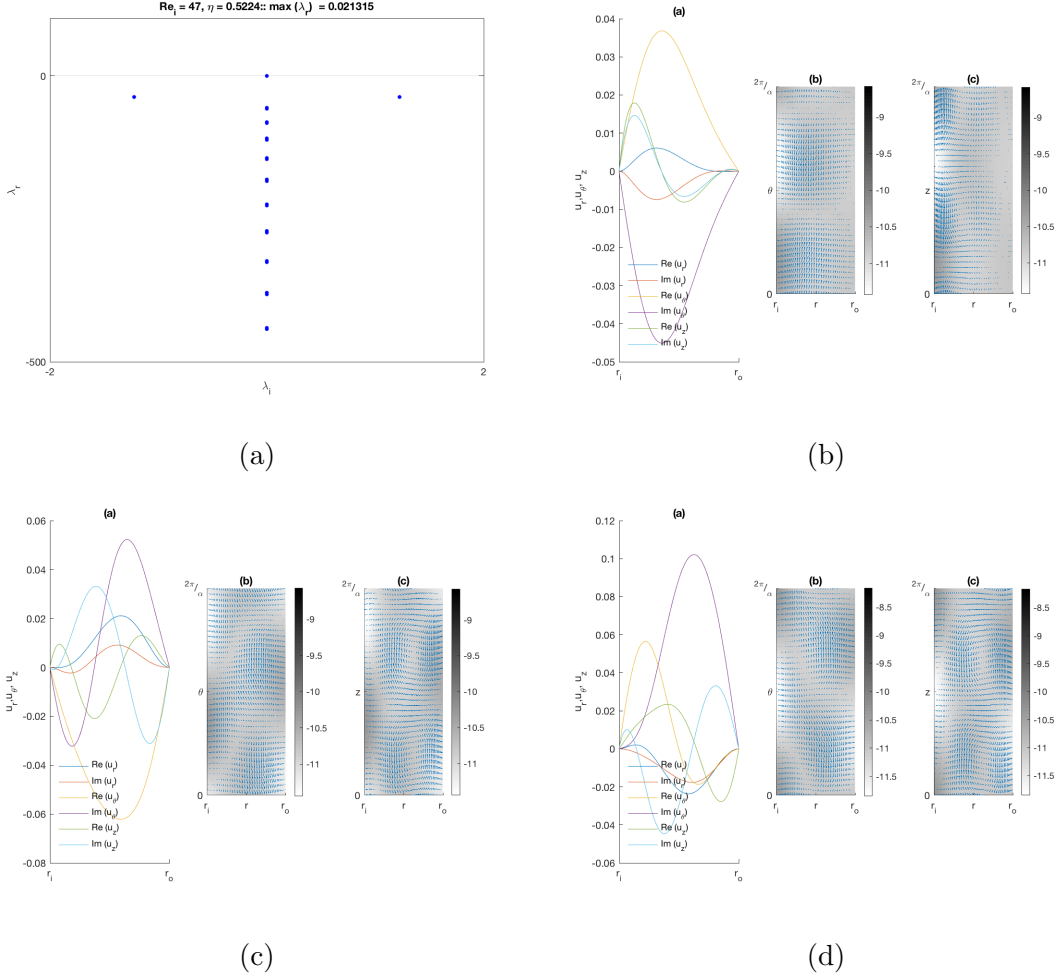 Re_i = 47, η = 0.5224:: max (λ_r) = 0.021315
0
-500
λ_r
-2
2
λ_i
(a)
(a)
0.04
0.03
0.02
0.01
0
-0.01
-0.02
-0.03
-0.04
-0.05
u_r, u_θ, u_z
Re (u_r)
Im (u_r)
Re (u_θ)
Im (u_θ)
Re (u_z)
Im (u_z)
r_i
r_o
(b)
2π/α
θ
0
r_i
r
r_o
-9
-9.5
-10
-10.5
-11
(c)
2π/α
z
0
r_i
r
r_o
-9
-9.5
-10
-10.5
-11
(b)
(a)
0.06
0.04
0.02
0
-0.02
-0.04
-0.06
-0.08
u_r, u_θ, u_z
Re (u_r)
Im (u_r)
Re (u_θ)
Im (u_θ)
Re (u_z)
Im (u_z)
r_i
r_o
(b)
2π/α
θ
0
r_i
r
r_o
-9
-9.5
-10
-10.5
-11
(c)
2π/α
z
0
r_i
r
r_o
-9
-9.5
-10
-10.5
-11
(c)
(a)
0.12
0.1
0.08
0.06
0.04
0.02
0
-0.02
-0.04
-0.06
u_r, u_θ, u_z
Re (u_r)
Im (u_r)
Re (u_θ)
Im (u_θ)
Re (u_z)
Im (u_z)
r_i
r_o
(b)
2π/α
θ
0
r_i
r
r_o
-8.5
-9
-9.5
-10
-10.5
-11
-11.5
(c)
2π/α
z
0
r_i
r
r_o
-8.5
-9
-9.5
-10
-10.5
-11
-11.5
(d)